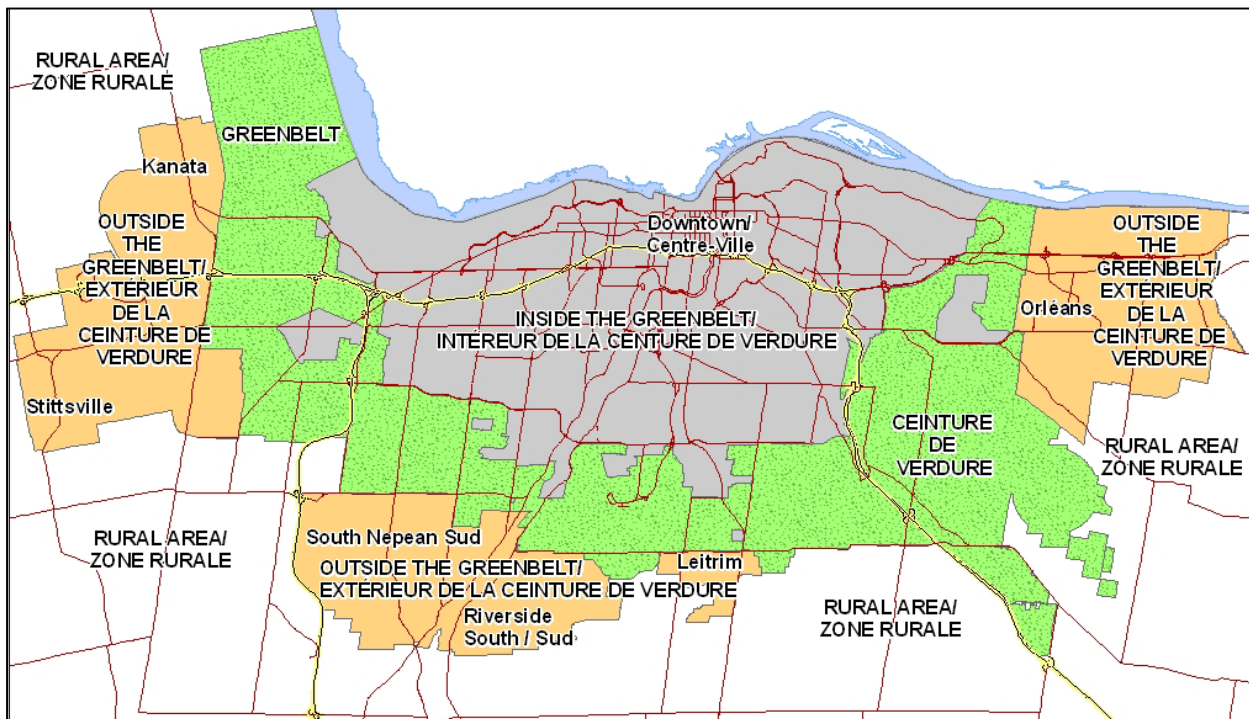 RURAL AREA/
ZONE RURALE
GREENBELT
Kanata
OUTSIDE
THE
GREENBELT/
EXTÉRIEUR
DE LA
CEINTURE DE
VERDURE
Stittsville
Downtown/
Centre-Ville
INSIDE THE GREENBELT/
INTÉREUR DE LA CENTURE DE VERDURE
OUTSIDE
THE
GREENBELT/
EXTÉRIEUR
DE LA
CEINTURE DE
VERDURE
Orléans
CEINTURE
DE
VERDURE
RURAL AREA/
ZONE RURALE
RURAL AREA/
ZONE RURALE
South Nepean Sud
OUTSIDE THE GREENBELT/
EXTÉRIEUR DE LA CEINTURE DE VERDURE
Leitrim
Riverside
South / Sud
RURAL AREA/
ZONE RURALE